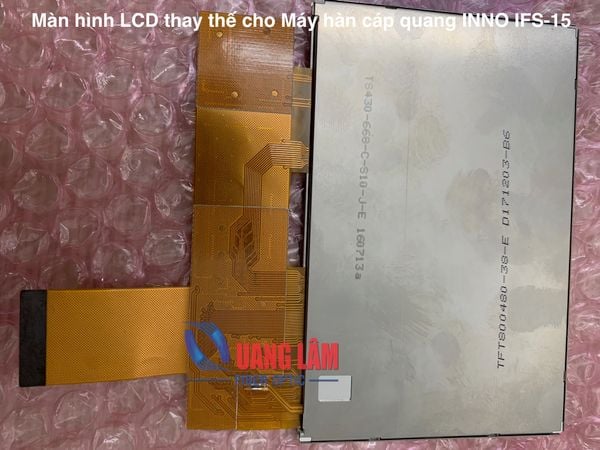 Màn hình LCD thay thế cho Máy hàn cáp quang INNO IFS-15
TS430-668-C-S10-J-E 160713a
TFT800480-38-E D171203-B6
UANG LÂM